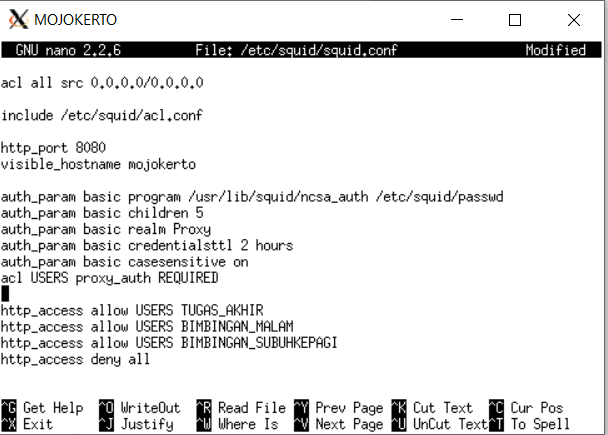 MOJOKERTO
GNU nano 2.2.6 File: /etc/squid/squid.conf Modified
acl all src 0.0.0.0/0.0.0.0
include /etc/squid/acl.conf
http_port 8080
visible_hostname mojokerto
auth_param basic program /usr/lib/squid/ncsa_auth /etc/squid/passwd
auth_param basic children 5
auth_param basic realm Proxy
auth_param basic credentialsttl 2 hours
auth_param basic casesensitive on
acl USERS proxy_auth REQUIRED
http_access allow USERS TUGAS_AKHIR
http_access allow USERS BIMBINGAN_MALAM
http_access allow USERS BIMBINGAN_SUBUHKEPAGI
http_access deny all
^G Get Help ^O WriteOut ^R Read File ^Y Prev Page ^K Cut Text ^C Cur Pos
^X Exit ^J Justify ^W Where Is ^V Next Page ^U UnCut Text ^T To Spell